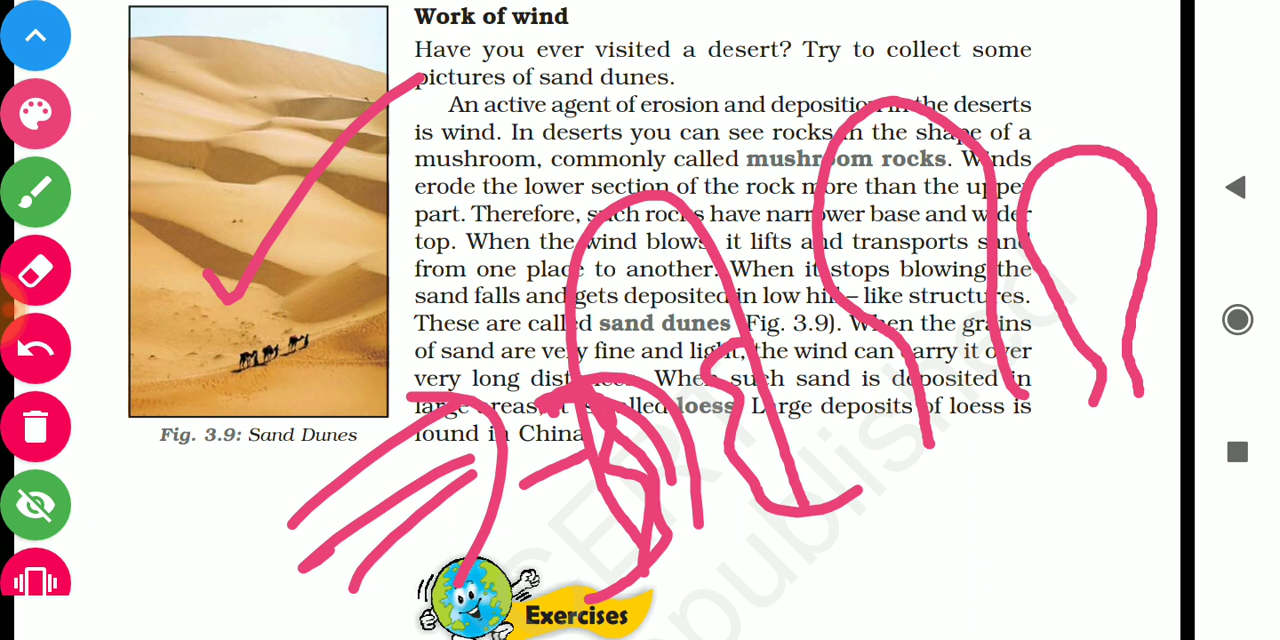 Work of wind
Have you ever visited a desert? Try to collect some
pictures of sand dunes.
An active agent of erosion and deposition in the deserts
is wind. In deserts you can see rocks in the shape of a
mushroom, commonly called mushroom rocks. Winds
erode the lower section of the rock more than the upper
part. Therefore, such rocks have narrower base and wider
top. When the wind blows, it lifts and transports sand
from one place to another. When it stops blowing the
sand falls and gets deposited in low hill – like structures.
These are called sand dunes (Fig. 3.9). When the grains
of sand are very fine and light, the wind can carry it over
very long distances. When such sand is deposited in
large areas, it is called loess. Large deposits of loess is
found in China.
Fig. 3.9: Sand Dunes
Exercises